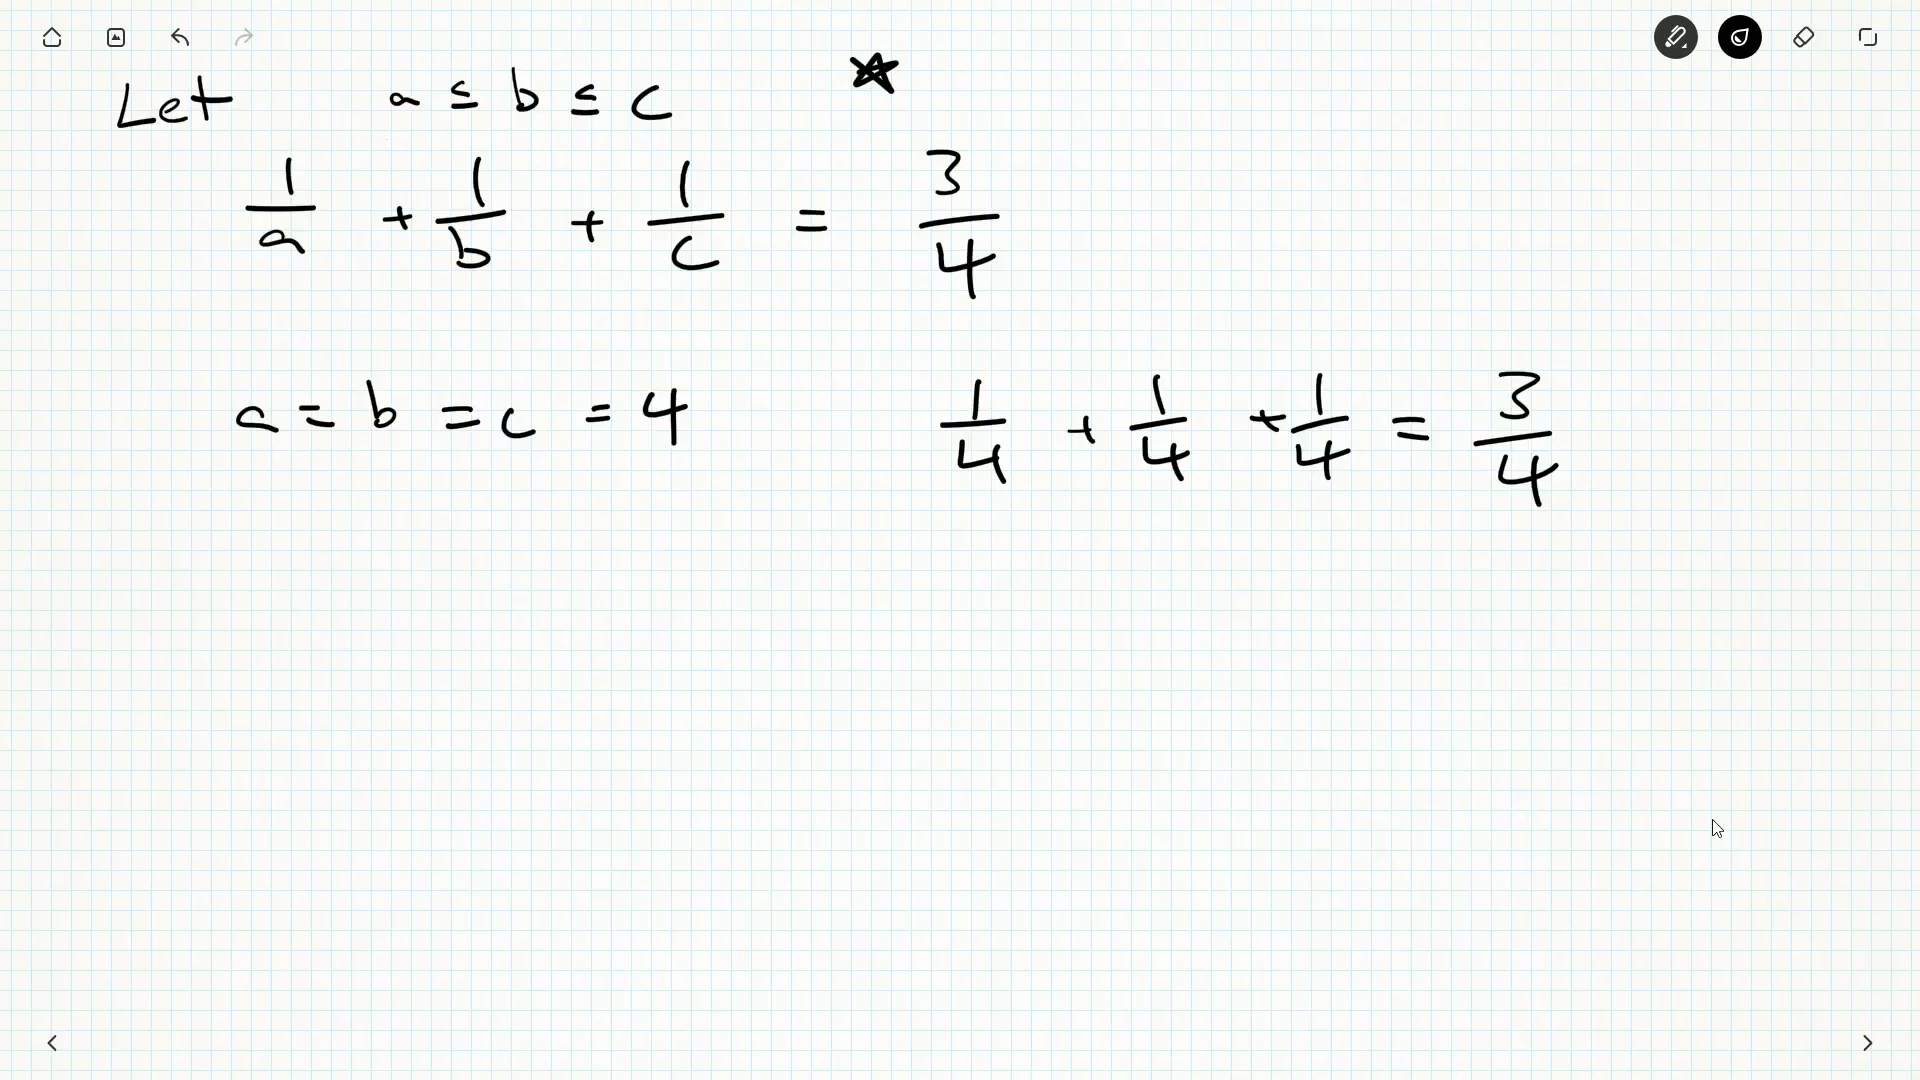 Let a ≤ b ≤ c
1/a + 1/b + 1/c = 3/4
a = b = c = 4 1/4 + 1/4 + 1/4 = 3/4